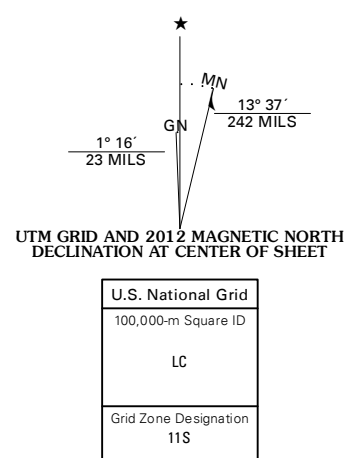 ★
MN
GN
13° 37´
242 MILS
1° 16´
23 MILS
UTM GRID AND 2012 MAGNETIC NORTH
DECLINATION AT CENTER OF SHEET
U.S. National Grid
100,000-m Square ID
LC
Grid Zone Designation
11S